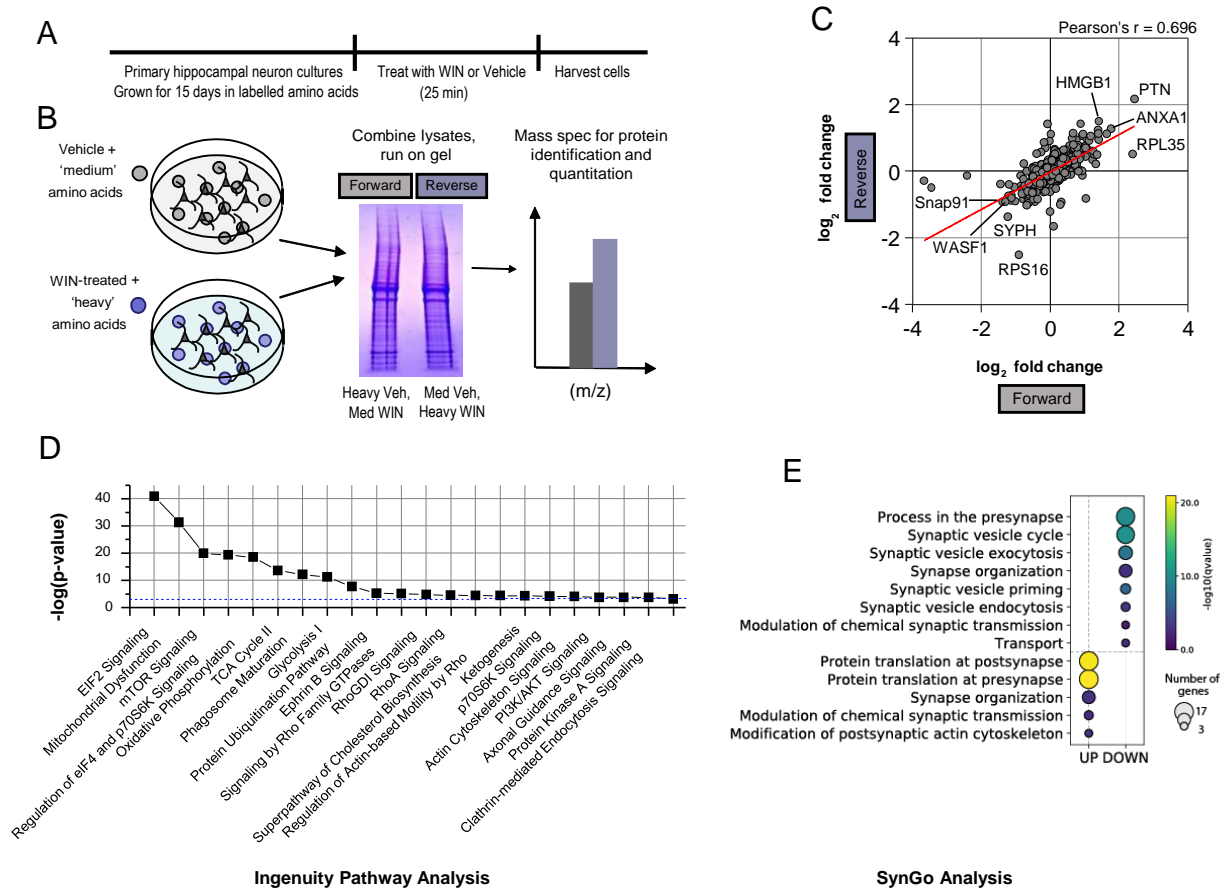 A
Primary hippocampal neuron cultures
Grown for 15 days in labelled amino acids
Treat with WIN or Vehicle
(25 min)
Harvest cells
B
Vehicle +
'medium'
amino acids
WIN-treated +
'heavy'
amino acids
Combine lysates,
run on gel
Forward
Reverse
Heavy Veh,
Med WIN
Med Veh,
Heavy WIN
Mass spec for protein
identification and
quantitation
(m/z)
C
Pearson's r = 0.696
4
2
0
-2
-4
-4
-2
0
2
4
log2 fold change
Reverse
HMGB1
PTN
ANXA1
RPL35
Snap91
SYPH
WASF1
RPS16
log2 fold change
Forward
D
-log(p-value)
40
30
20
10
0
EIF2 Signaling
Mitochondrial Dysfunction
mTOR Signaling
Regulation of eIF4 and p70S6K Signaling
Oxidative Phosphorylation
TCA Cycle II
Phagosome Maturation
Glycolysis I
Protein Ubiquitination Pathway
Ephrin B Signaling
Signaling by Rho Family GTPases
RhoGDI Signaling
RhoA Signaling
Superpathway of Cholesterol Biosynthesis
Regulation of Actin-based Motility by Rho
Ketogenesis
p70S6K Signaling
Actin Cytoskeleton Signaling
PI3K/AKT Signaling
Axonal Guidance Signaling
Protein Kinase A Signaling
Clathrin-mediated Endocytosis Signaling
Ingenuity Pathway Analysis
E
Process in the presynapse
Synaptic vesicle cycle
Synaptic vesicle exocytosis
Synapse organization
Synaptic vesicle priming
Synaptic vesicle endocytosis
Modulation of chemical synaptic transmission
Transport
Protein translation at postsynapse
Protein translation at presynapse
Synapse organization
Modulation of chemical synaptic transmission
Modification of postsynaptic actin cytoskeleton
UP DOWN
20.0
10.0
0.0
-log10(qvalue)
Number of
genes
17
3
SynGo Analysis